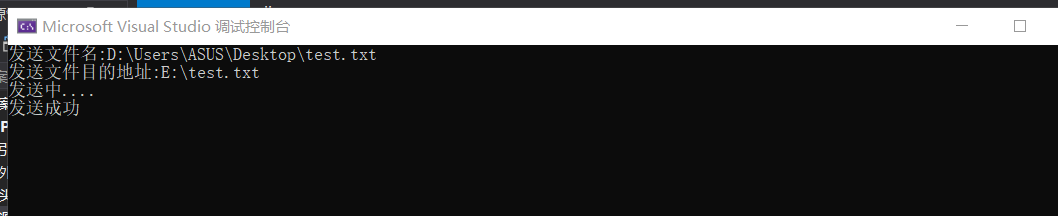 Microsoft Visual Studio 调试控制台
发送文件名:D:\Users\ASUS\Desktop\test.txt
发送文件目的地址:E:\test.txt
发送中....
发送成功